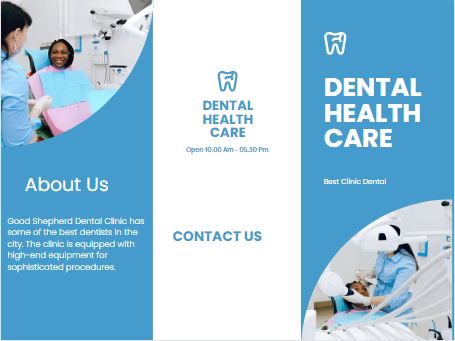 About Us
Good Shepherd Dental Clinic has
some of the best dentists in the
city. The clinic is equipped with
high-end equipment for
sophisticated procedures.
DENTAL
HEALTH
CARE
Open 10.00 Am - 05.30 Pm
CONTACT US
DENTAL
HEALTH
CARE
Best Clinic Dental